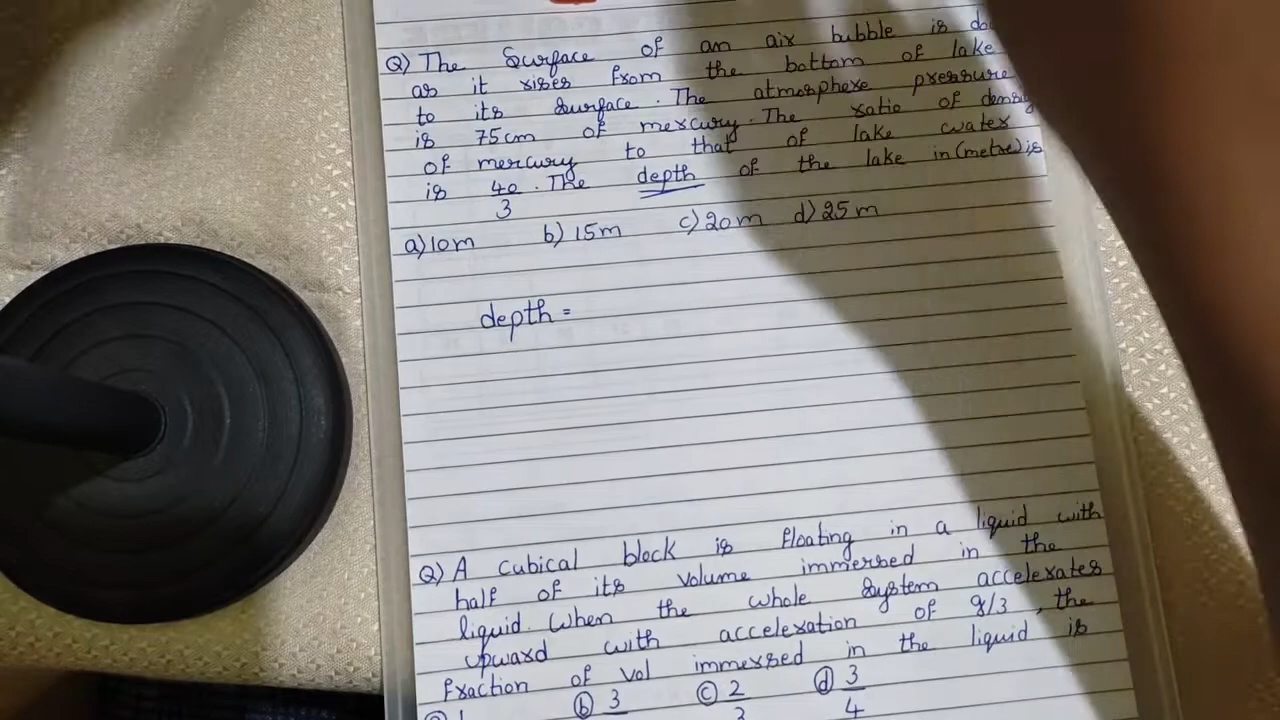 Q) The Surface of an air bubble is
as it rises from the bottom of lake
to its surface. The atmosphere pressure
is 75cm of mercury. The ratio of density
of mercury to that of lake water
is 40/3. The depth of the lake in (metre) is
a) 10m b) 15m c) 20m d) 25m
depth =
Q) A cubical block is floating in a liquid with
half of its volume immersed in the
liquid. When the whole system accelerates
upward with acceleration of g/3, the
fraction of vol immersed in the liquid is
ⓑ 3 ⓒ 2 ⓓ 3/4